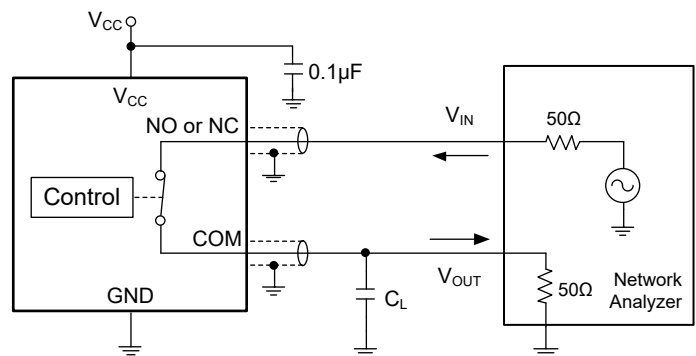 V_CC
0.1µF
V_CC
NO or NC
V_IN
50Ω
Control
COM
V_OUT
C_L
50Ω
Network
Analyzer
GND